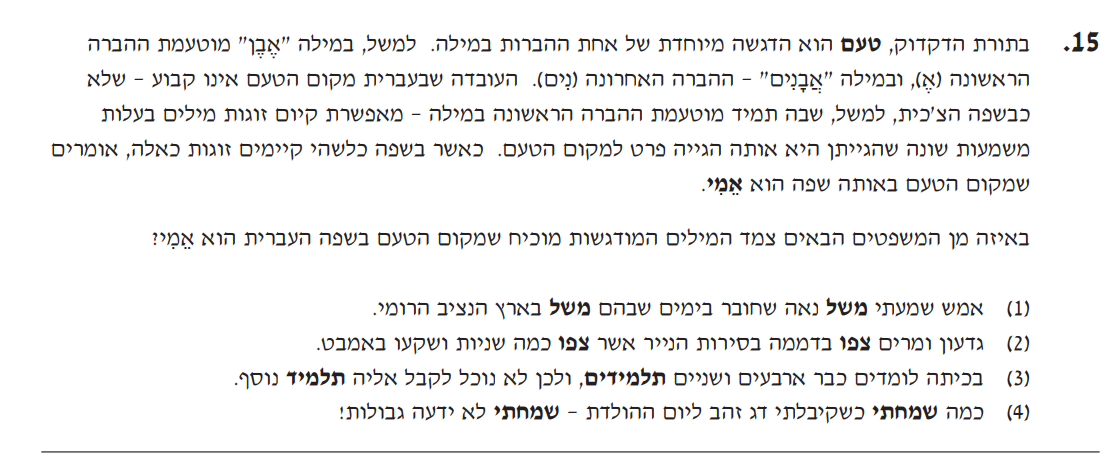 15. בתורת הדקדוק, טעם הוא הדגשה מיוחדת של אחת ההברות במילה. למשל, במילה "אֶבֶן" מוטעמת ההברה
הראשונה (אֶ), ובמילה "אֲבָנִים" – ההברה האחרונה (נִים). העובדה שבעברית מקום הטעם אינו קבוע – שלא
כבשפה הצ'כית, למשל, שבה תמיד מוטעמת ההברה הראשונה במילה – מאפשרת קיום זוגות מילים בעלות
משמעות שונה שהגייתן היא אותה הגייה פרט למקום הטעם. כאשר בשפה כלשהי קיימים זוגות כאלה, אומרים
שמקום הטעם באותה שפה הוא אֵמִי.
באיזה מן המשפטים הבאים צמד המילים המודגשות מוכיח שמקום הטעם בשפה העברית הוא אֵמִי?
(1) אמש שמעתי משל נאה שחובר בימים שבהם משל בארץ הנציב הרומי.
(2) גדעון ומרים צפו בדממה בסירות הנייר אשר צפו כמה שניות ושקעו באמבט.
(3) בכיתה לומדים כבר ארבעים ושניים תלמידים, ולכן לא נוכל לקבל אליה תלמיד נוסף.
(4) כמה שמחתי כשקיבלתי דג זהב ליום ההולדת – שמחתי לא ידעה גבולות!